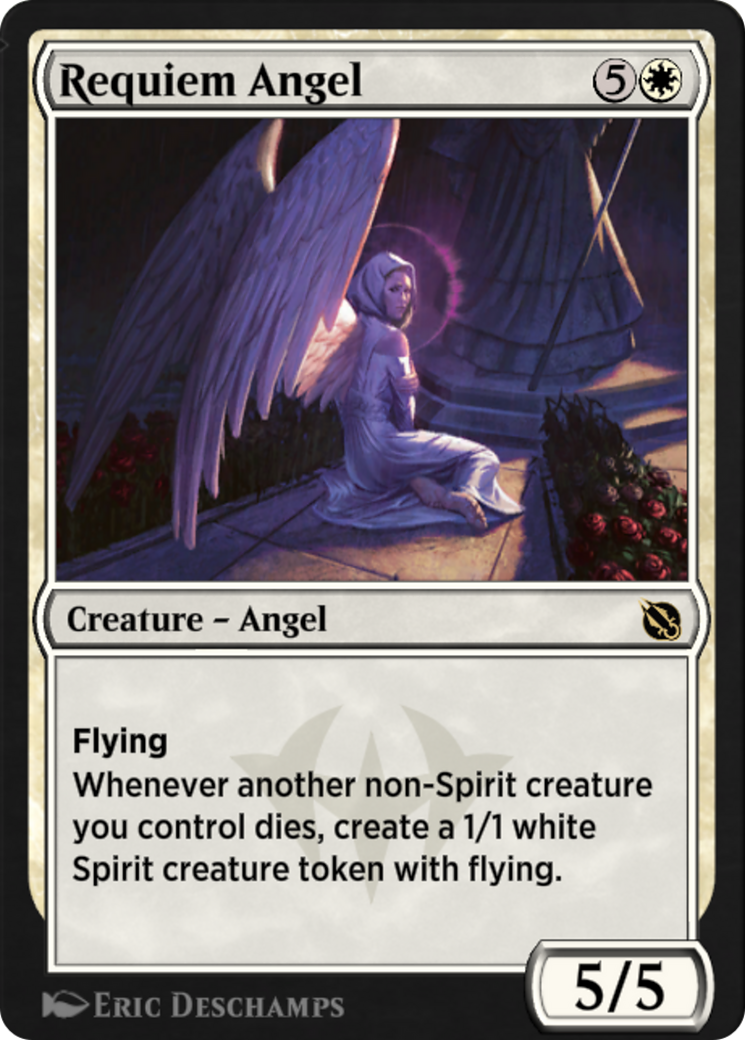 Requiem Angel 5
Creature – Angel
Flying
Whenever another non-Spirit creature
you control dies, create a 1/1 white
Spirit creature token with flying.
5/5
Eric Deschamps